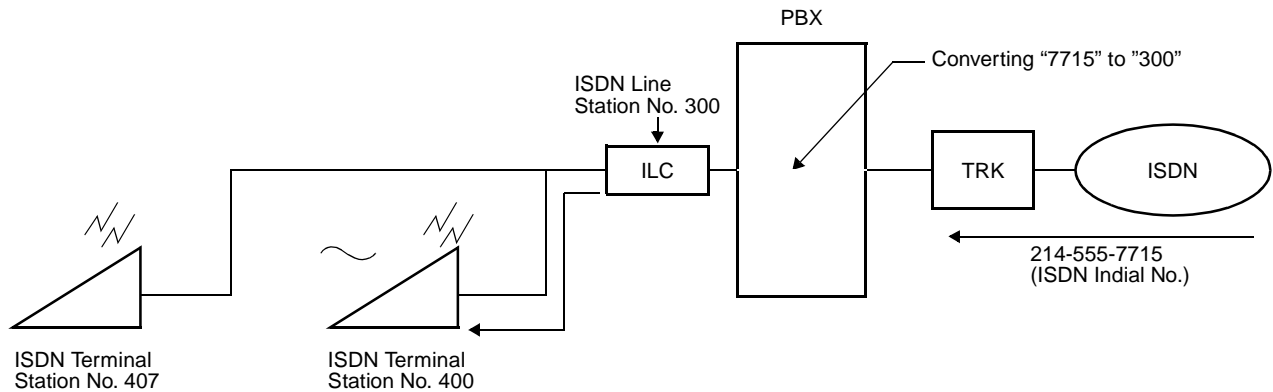 PBX
Converting “7715” to ”300”
ISDN Line
Station No. 300
ILC
TRK
ISDN
214-555-7715
(ISDN Indial No.)
ISDN Terminal
Station No. 407
ISDN Terminal
Station No. 400